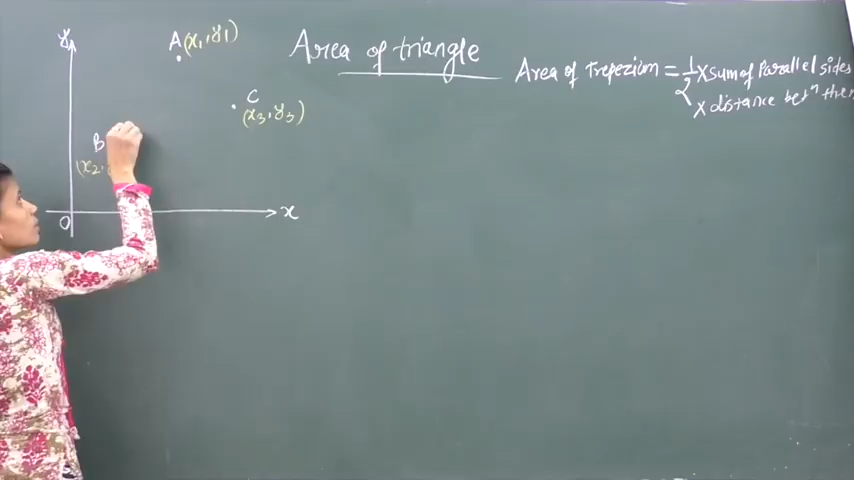 Area of triangle
Area of Trepezium = 1/2 X sum of Parallel sides
X distance betⁿ them
y
A (x₁, y₁)
C
(x₃, y₃)
B
(x₂,
O
x